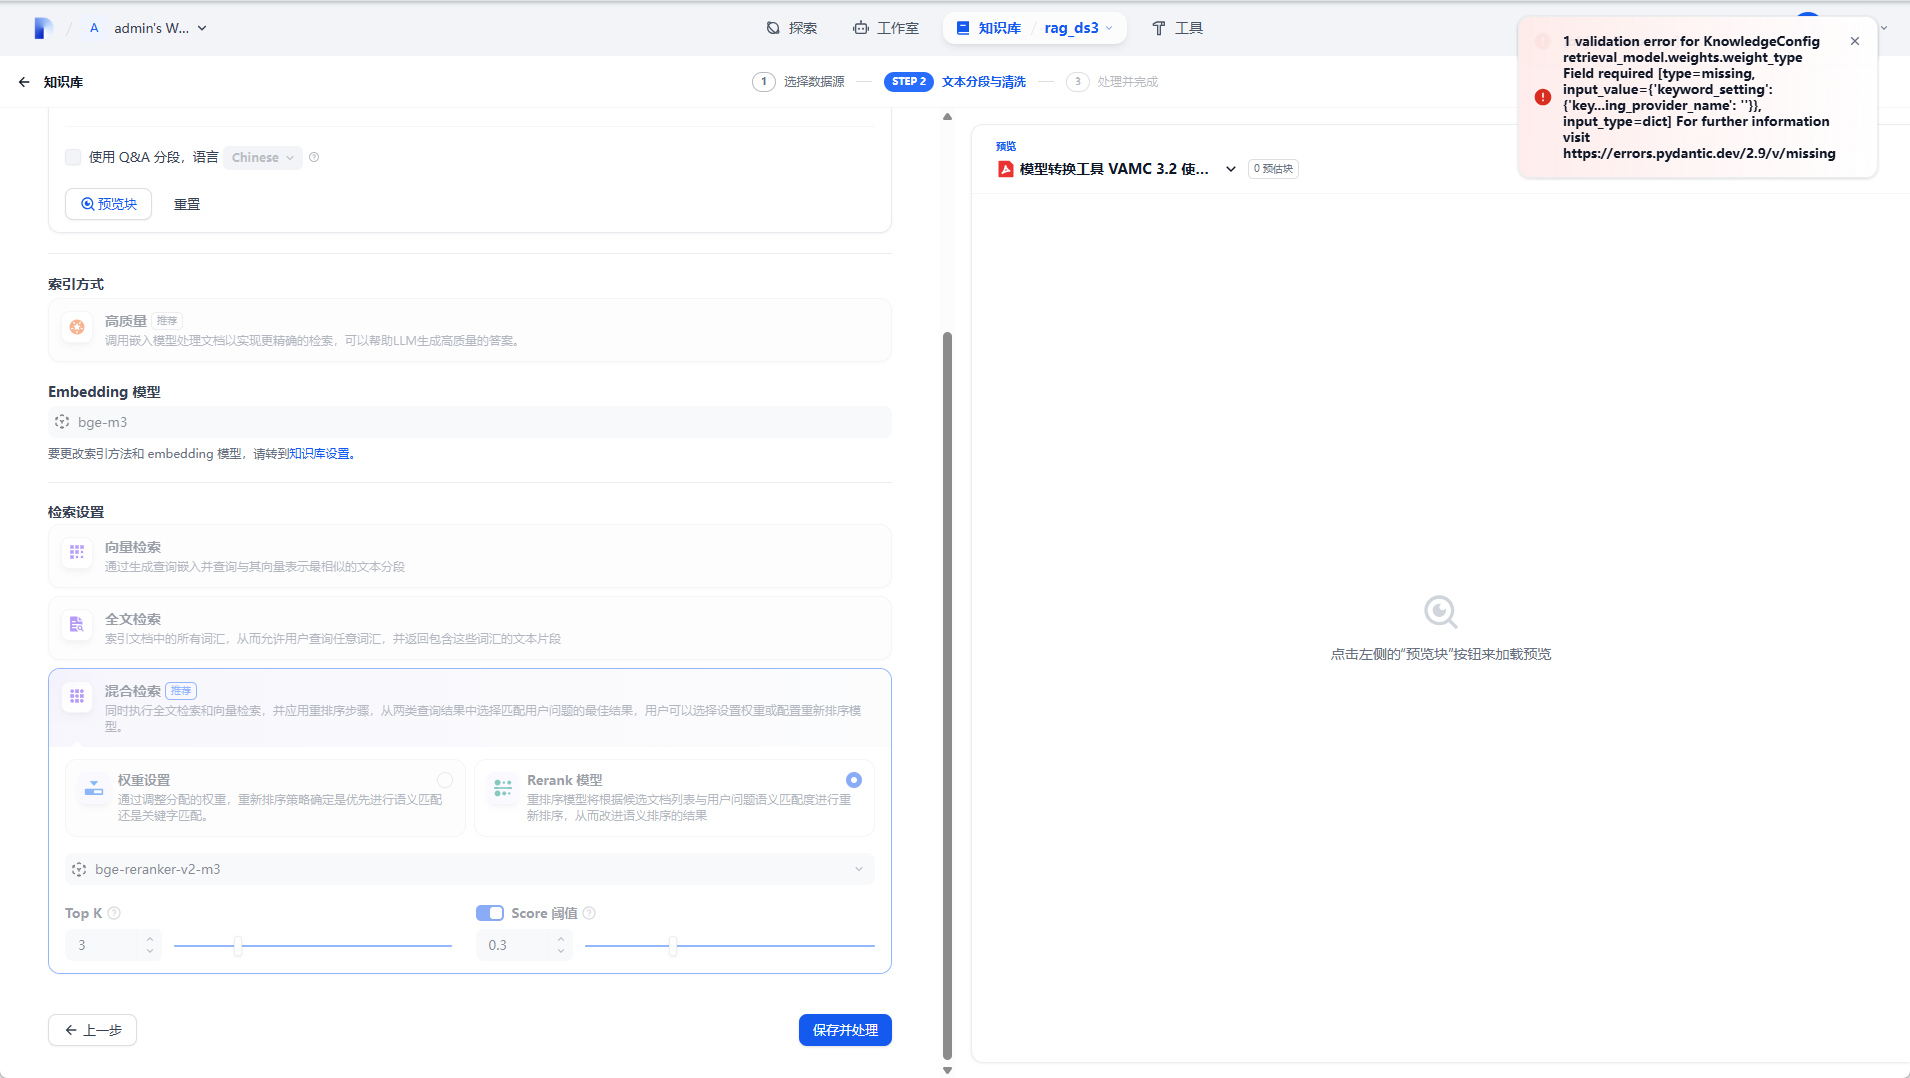 A admin's W...
探索
工作室
知识库 / rag_ds3
工具
知识库
1 选择数据源
STEP 2 文本分段与清洗
3 处理并完成
1 validation error for KnowledgeConfig
retrieval_model.weights.weight_type
Field required [type=missing,
input_value={'keyword_setting':
{'key...ing_provider_name': ''}},
input_type=dict] For further information
visit
https://errors.pydantic.dev/2.9/v/missing
使用 Q&A 分段，语言 Chinese
预览块
重置
索引方式
高质量 推荐
调用嵌入模型处理文档以实现更精确的检索，可以帮助LLM生成高质量的答案。
Embedding 模型
bge-m3
要更改索引方法和 embedding 模型，请转到知识库设置。
检索设置
向量检索
通过生成查询嵌入并查询与其向量表示最相似的文本分段
全文检索
索引文档中的所有词汇，从而允许用户查询任意词汇，并返回包含这些词汇的文本片段
混合检索 推荐
同时执行全文检索和向量检索，并应用重排序步骤，从两类查询结果中选择匹配用户问题的最佳结果，用户可以选择设置权重或配置重新排序模
型。
权重设置
通过调整分配的权重，重新排序策略确定是优先进行语义匹配
还是关键字匹配。
Rerank 模型
重排序模型将根据候选文档列表与用户问题语义匹配度进行重
新排序，从而改进语义排序的结果
bge-reranker-v2-m3
Top K
3
Score 阈值
0.3
上一步
保存并处理
预览
模型转换工具 VAMC 3.2 使...
0 预估块
点击左侧的“预览块”按钮来加载预览